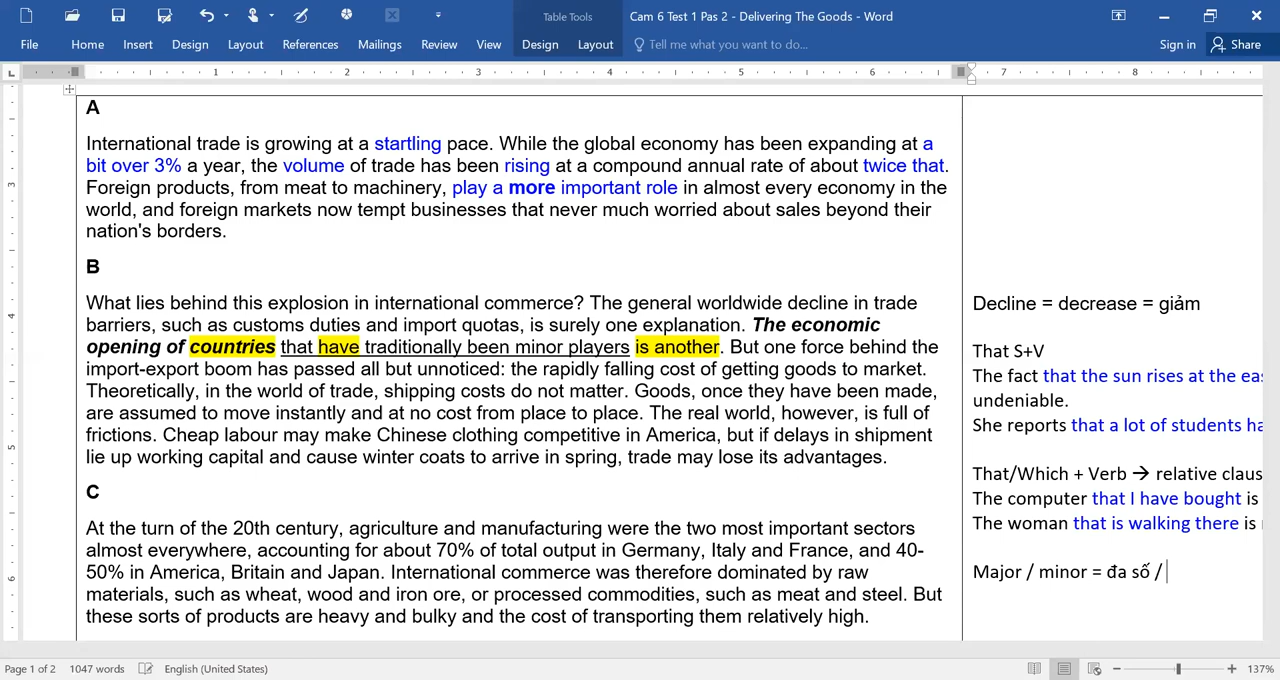 Table Tools
Cam 6 Test 1 Pas 2 - Delivering The Goods - Word
File Home Insert Design Layout References Mailings Review View Design Layout Tell me what you want to do... Sign in Share
L 1 2 3 4 5 6 7 8
A
International trade is growing at a startling pace. While the global economy has been expanding at a
bit over 3% a year, the volume of trade has been rising at a compound annual rate of about twice that.
Foreign products, from meat to machinery, play a more important role in almost every economy in the
world, and foreign markets now tempt businesses that never much worried about sales beyond their
nation's borders.
B
What lies behind this explosion in international commerce? The general worldwide decline in trade
barriers, such as customs duties and import quotas, is surely one explanation. The economic
opening of countries that have traditionally been minor players is another. But one force behind the
import-export boom has passed all but unnoticed: the rapidly falling cost of getting goods to market.
Theoretically, in the world of trade, shipping costs do not matter. Goods, once they have been made,
are assumed to move instantly and at no cost from place to place. The real world, however, is full of
frictions. Cheap labour may make Chinese clothing competitive in America, but if delays in shipment
lie up working capital and cause winter coats to arrive in spring, trade may lose its advantages.
C
At the turn of the 20th century, agriculture and manufacturing were the two most important sectors
almost everywhere, accounting for about 70% of total output in Germany, Italy and France, and 40-
50% in America, Britain and Japan. International commerce was therefore dominated by raw
materials, such as wheat, wood and iron ore, or processed commodities, such as meat and steel. But
these sorts of products are heavy and bulky and the cost of transporting them relatively high.
Decline = decrease = giảm
That S+V
The fact that the sun rises at the eas
undeniable.
She reports that a lot of students ha
That/Which + Verb → relative claus
The computer that I have bought is
The woman that is walking there is
Major / minor = đa số /
3
4
5
6
Page 1 of 2 1047 words English (United States) 137%